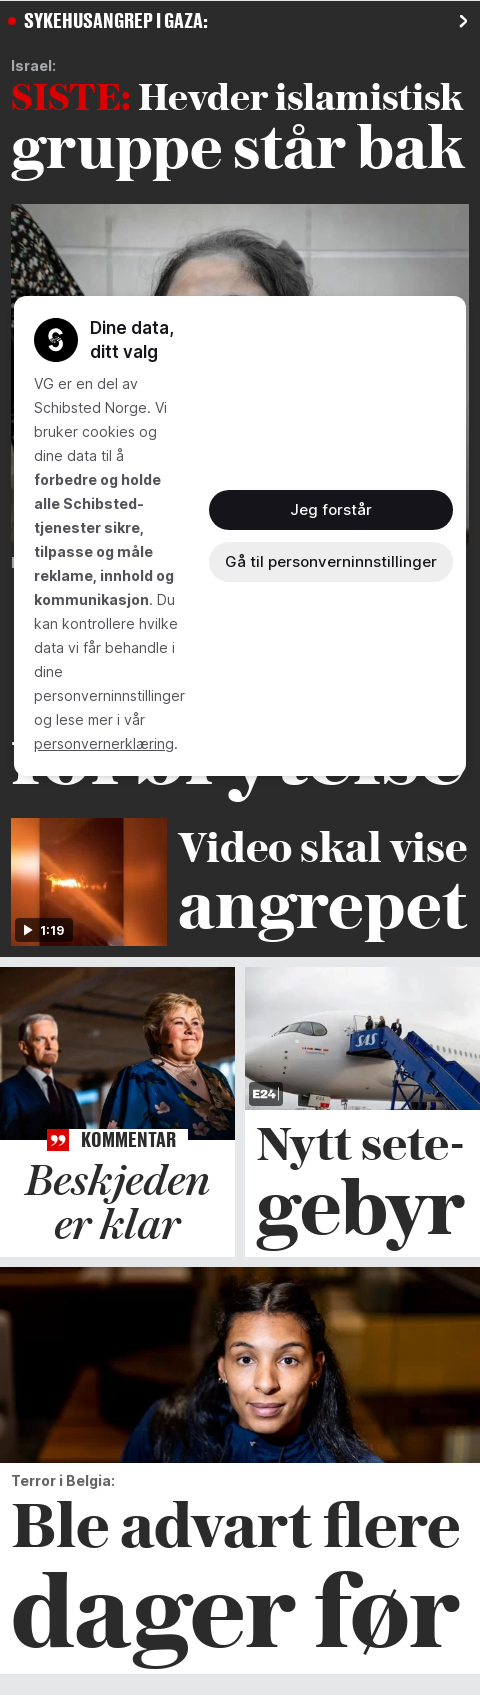 SYKEHUSANGREP I GAZA:
Israel:
SISTE: Hevder islamistisk
gruppe står bak
Dine data,
ditt valg
VG er en del av
Schibsted Norge. Vi
bruker cookies og
dine data til å
forbedre og holde
alle Schibsted-
tjenester sikre,
tilpasse og måle
reklame, innhold og
kommunikasjon. Du
kan kontrollere hvilke
data vi får behandle i
dine
personverninnstillinger
og lese mer i vår
personvernerklæring.
Jeg forstår
Gå til personverninnstillinger
forbrytelse
Video skal vise
angrepet
1:19
KOMMENTAR
Beskjeden
er klar
SAS
E24
Nytt sete-
gebyr
Terror i Belgia:
Ble advart flere
dager før